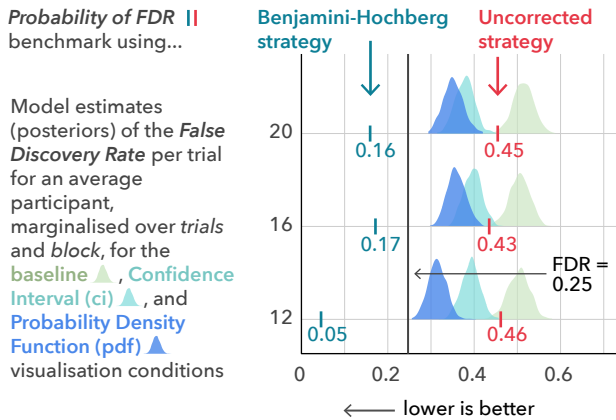 Probability of FDR
benchmark using...
Benjamini-Hochberg
strategy
Uncorrected
strategy
Model estimates
(posteriors) of the False
Discovery Rate per trial
for an average
participant,
marginalised over trials
and block, for the
baseline , Confidence
Interval (ci) , and
Probability Density
Function (pdf)
visualisation conditions
20
0.16
0.45
16
0.17
0.43
FDR =
0.25
12
0.05
0.46
0 0.2 0.4 0.6
lower is better